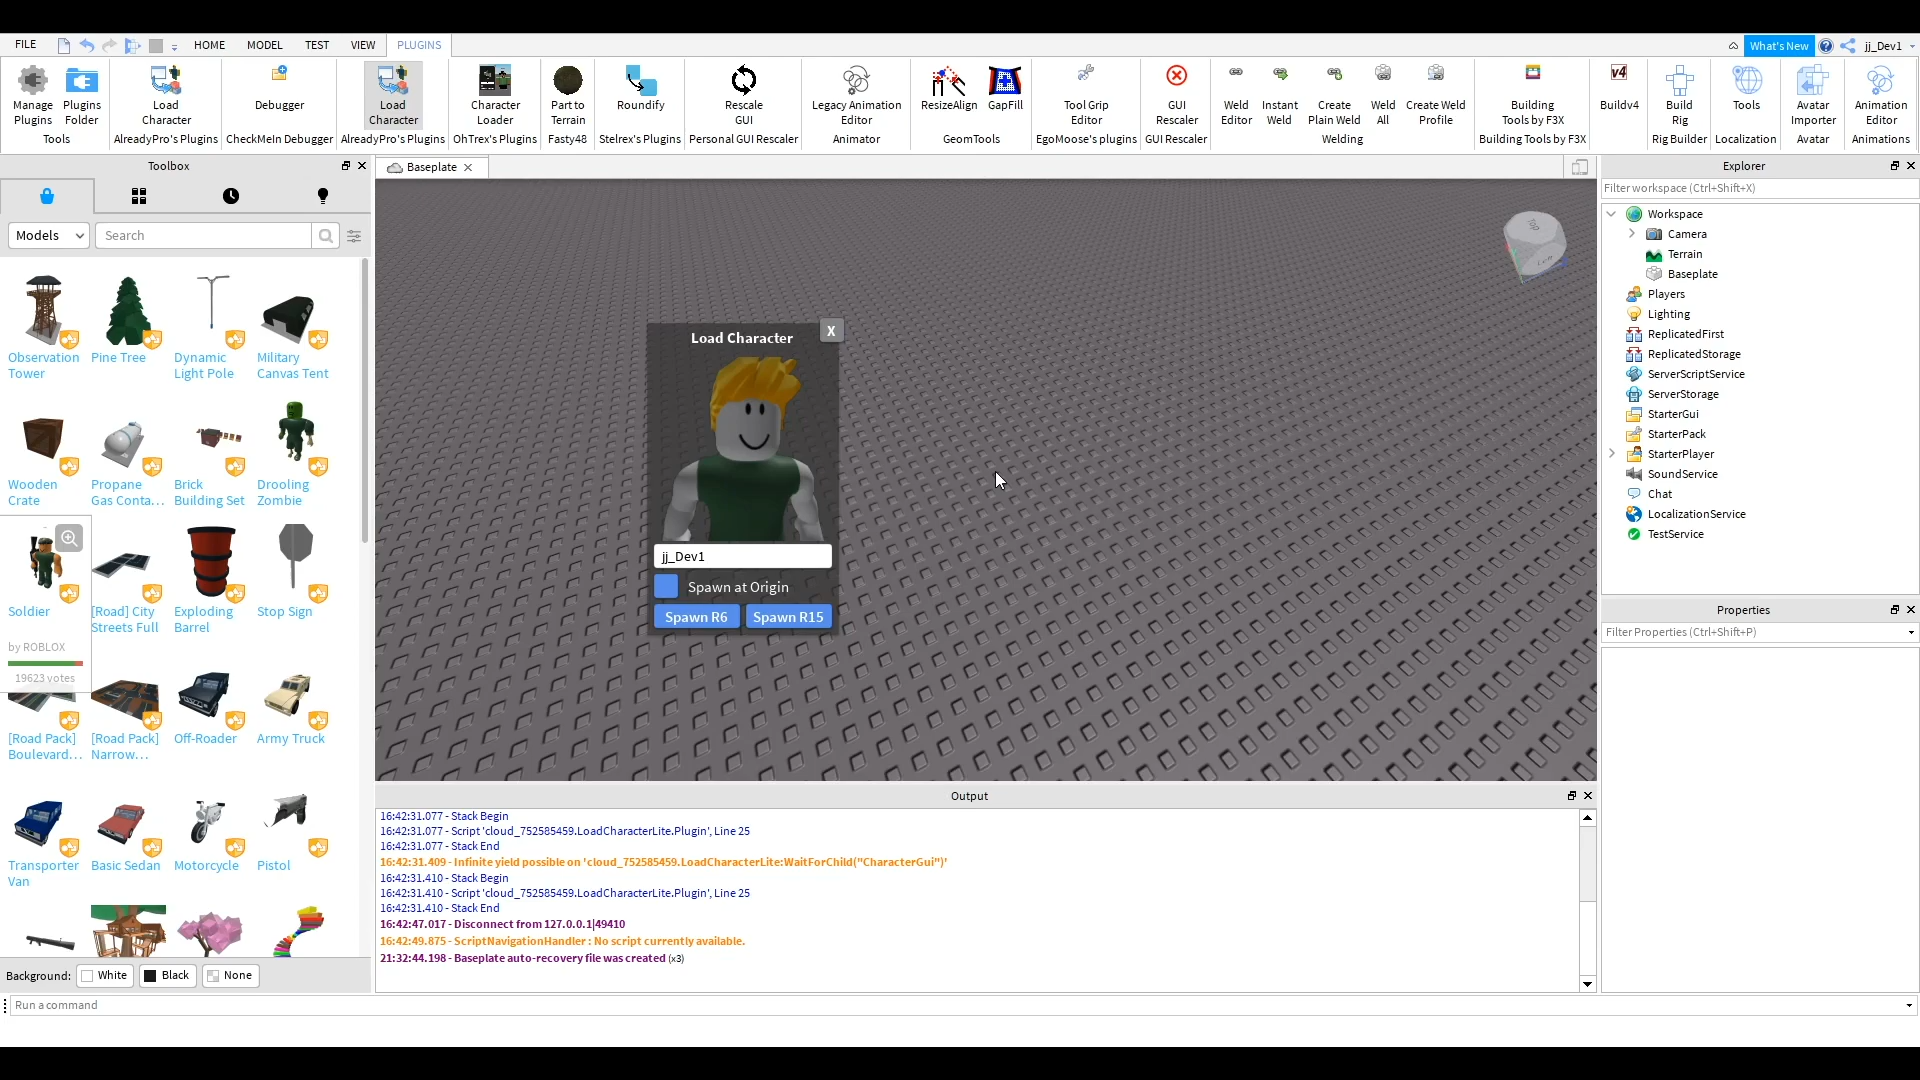 FILE HOME MODEL TEST VIEW PLUGINS What's New jj_Dev1
Manage Plugins
Plugins Folder
Tools
Load Character
AlreadyPro's Plugins
Debugger
CheckMeIn Debugger
Load Character
AlreadyPro's Plugins
Character Loader
OhTrex's Plugins
Part to Terrain
Fasty48
Roundify
Stelrex's Plugins
Rescale GUI
Personal GUI Rescaler
Legacy Animation Editor
Animator
ResizeAlign
GapFill
GeomTools
Tool Grip Editor
EgoMoose's plugins
GUI Rescaler
GUI Rescaler
Weld Editor
Instant Weld
Create Plain Weld
Weld All
Create Weld Profile
Welding
Building Tools by F3X
Building Tools by F3X
v4
Buildv4
Build Rig
Rig Builder
Tools
Localization
Avatar Importer
Avatar
Animation Editor
Animations
Toolbox
Models
Search
Observation Tower
Pine Tree
Dynamic Light Pole
Military Canvas Tent
Wooden Crate
Propane Gas Conta...
Brick Building Set
Drooling Zombie
Soldier
by ROBLOX
19623 votes
[Road] City Streets Full
Exploding Barrel
Stop Sign
[Road Pack] Boulevard...
[Road Pack] Narrow...
Off-Roader
Army Truck
Transporter Van
Basic Sedan
Motorcycle
Pistol
Background: White Black None
Baseplate
Top
Left
Load Character
X
jj_Dev1
Spawn at Origin
Spawn R6
Spawn R15
Output
16:42:31.077 - Stack Begin
16:42:31.077 - Script 'cloud_752585459.LoadCharacterLite.Plugin', Line 25
16:42:31.077 - Stack End
16:42:31.409 - Infinite yield possible on 'cloud_752585459.LoadCharacterLite:WaitForChild("CharacterGui")'
16:42:31.410 - Stack Begin
16:42:31.410 - Script 'cloud_752585459.LoadCharacterLite.Plugin', Line 25
16:42:31.410 - Stack End
16:42:47.017 - Disconnect from 127.0.0.1|49410
16:42:49.875 - ScriptNavigationHandler : No script currently available.
21:32:44.198 - Baseplate auto-recovery file was created (x3)
Explorer
Filter workspace (Ctrl+Shift+X)
Workspace
Camera
Terrain
Baseplate
Players
Lighting
ReplicatedFirst
ReplicatedStorage
ServerScriptService
ServerStorage
StarterGui
StarterPack
StarterPlayer
SoundService
Chat
LocalizationService
TestService
Properties
Filter Properties (Ctrl+Shift+P)
Run a command